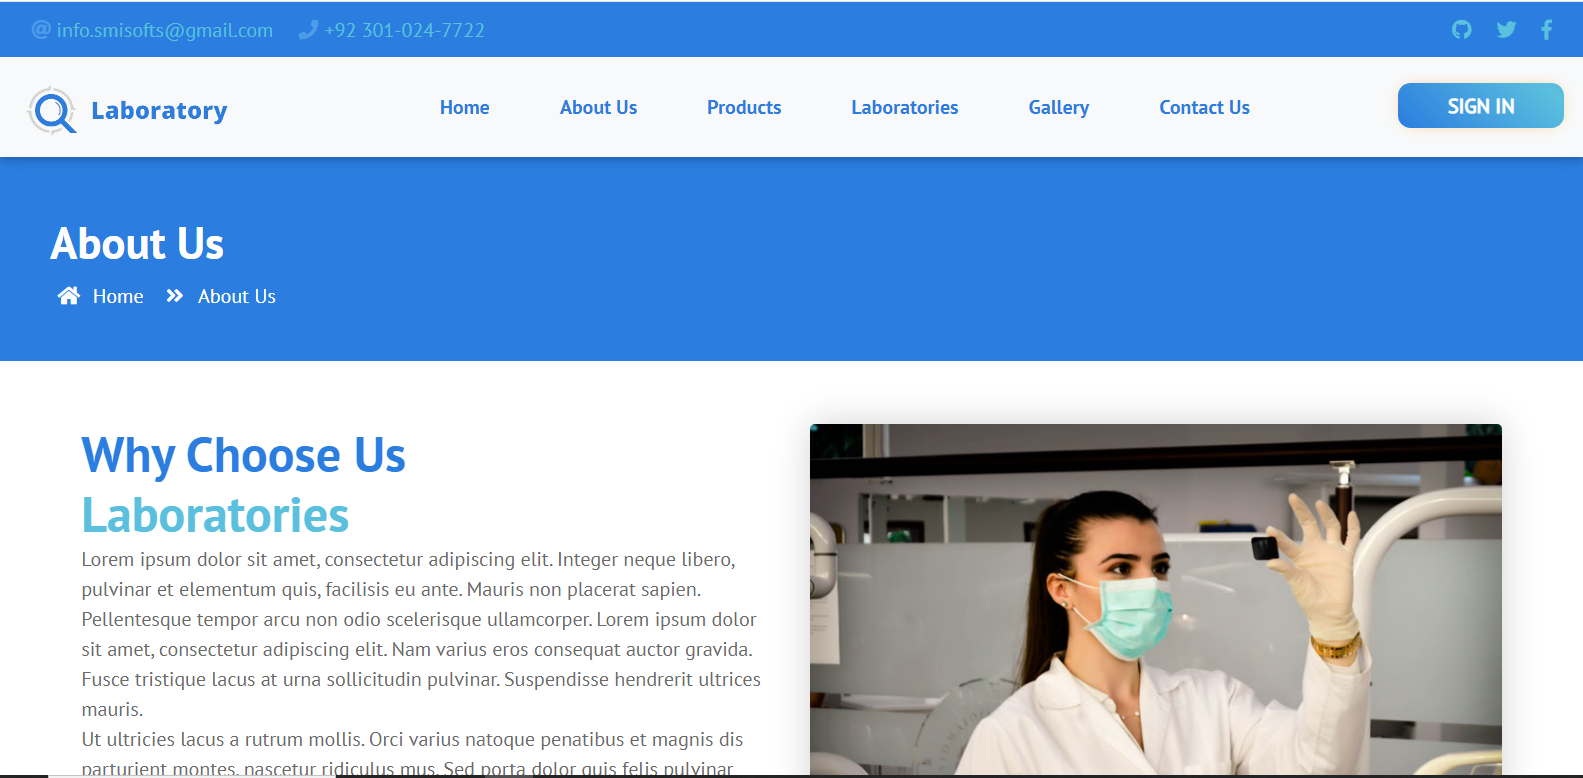 info.smisofts@gmail.com +92 301-024-7722
Laboratory Home About Us Products Laboratories Gallery Contact Us SIGN IN
About Us
Home About Us
Why Choose Us
Laboratories
Lorem ipsum dolor sit amet, consectetur adipiscing elit. Integer neque libero,
pulvinar et elementum quis, facilisis eu ante. Mauris non placerat sapien.
Pellentesque tempor arcu non odio scelerisque ullamcorper. Lorem ipsum dolor
sit amet, consectetur adipiscing elit. Nam varius eros consequat auctor gravida.
Fusce tristique lacus at urna sollicitudin pulvinar. Suspendisse hendrerit ultrices
mauris.
Ut ultricies lacus a rutrum mollis. Orci varius natoque penatibus et magnis dis
parturient montes, nascetur ridiculus mus. Sed porta dolor quis felis pulvinar